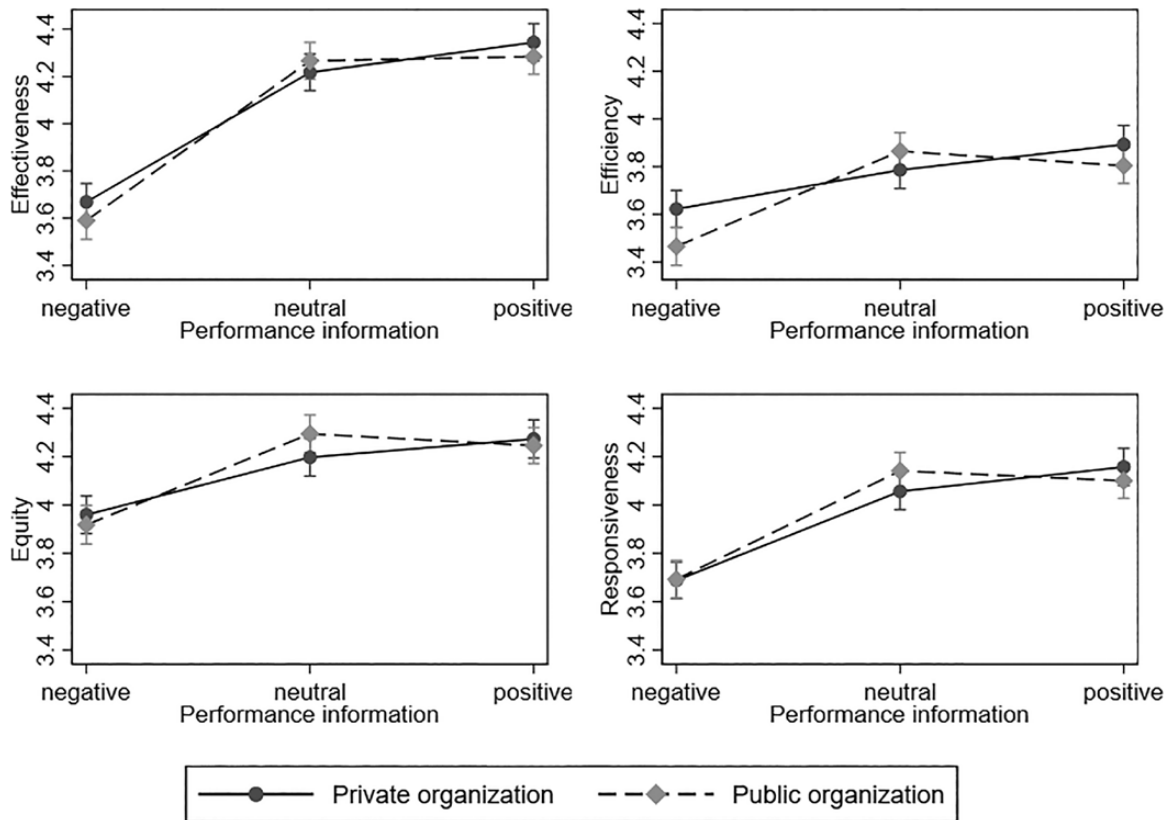 Effectiveness
4.4
4.2
4
3.8
3.6
3.4
negative neutral positive
Performance information
Efficiency
4.4
4.2
4
3.8
3.6
3.4
negative neutral positive
Performance information
Equity
4.4
4.2
4
3.8
3.6
3.4
negative neutral positive
Performance information
Responsiveness
4.4
4.2
4
3.8
3.6
3.4
negative neutral positive
Performance information
Private organization Public organization